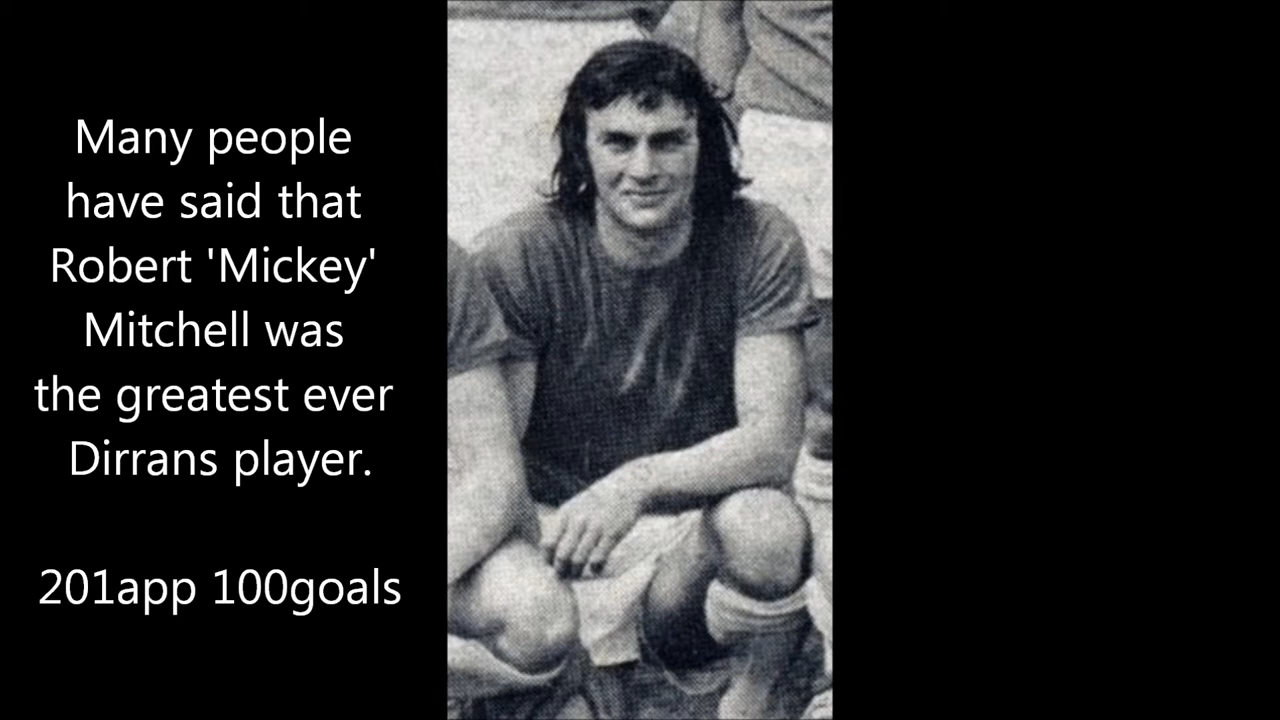 Many people
have said that
Robert 'Mickey'
Mitchell was
the greatest ever
Dirrans player.
201app 100goals